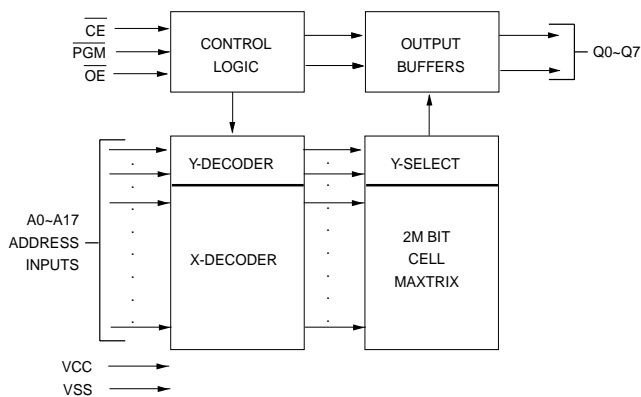 CE
PGM
OE
CONTROL
LOGIC
OUTPUT
BUFFERS
Q0~Q7
A0~A17
ADDRESS
INPUTS
Y-DECODER
X-DECODER
Y-SELECT
2M BIT
CELL
MAXTRIX
VCC
VSS